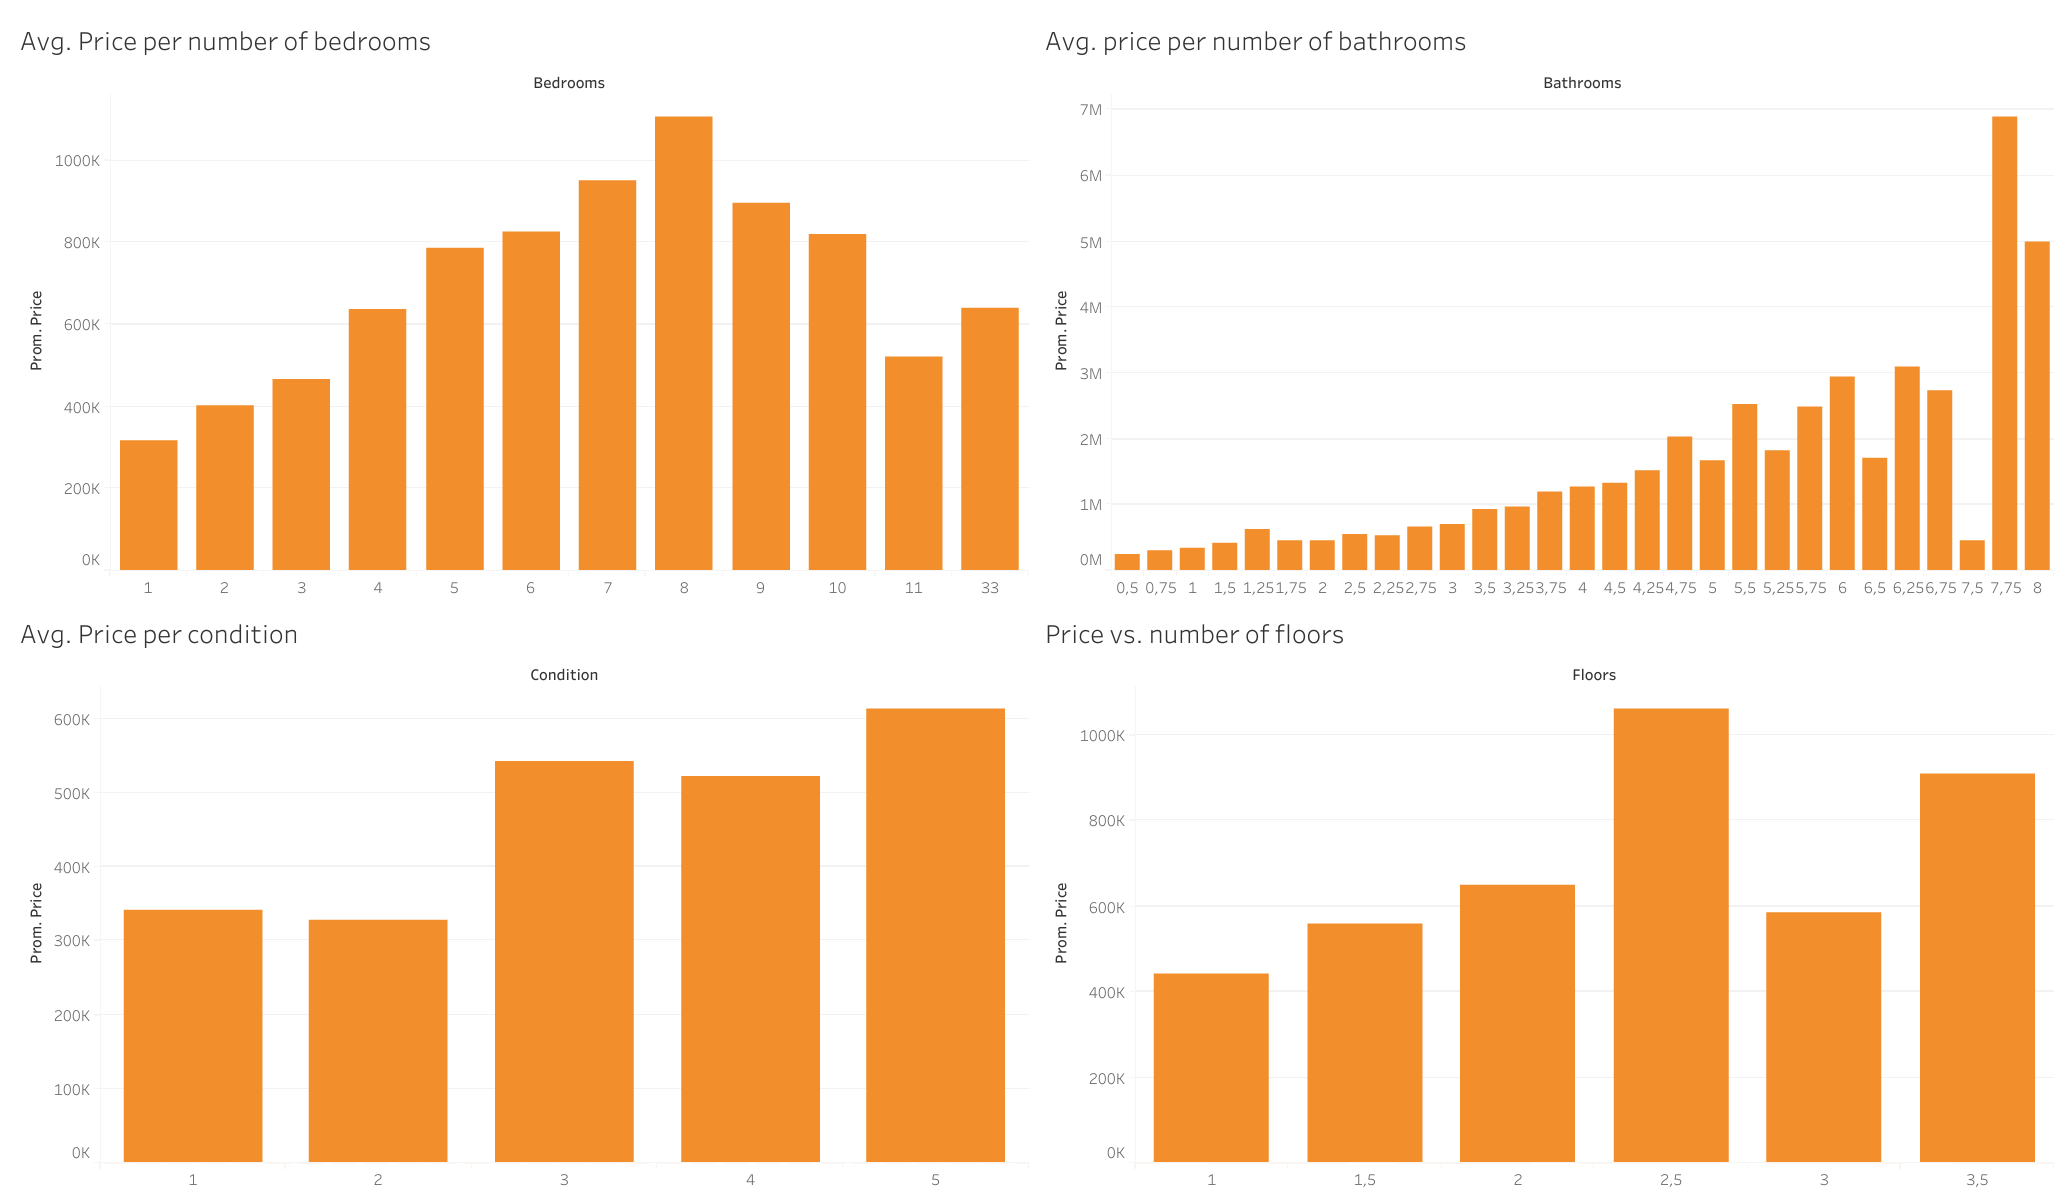 Avg. Price per number of bedrooms
Bedrooms
Prom. Price
1000K
800K
600K
400K
200K
0K
1 2 3 4 5 6 7 8 9 10 11 33
Avg. price per number of bathrooms
Bathrooms
Prom. Price
7M
6M
5M
4M
3M
2M
1M
0M
0,5 0,75 1 1,5 1,25 1,75 2 2,5 2,25 2,75 3 3,5 3,25 3,75 4 4,5 4,25 4,75 5 5,5 5,25 5,75 6 6,5 6,25 6,75 7,5 7,75 8
Avg. Price per condition
Condition
Prom. Price
600K
500K
400K
300K
200K
100K
0K
1 2 3 4 5
Price vs. number of floors
Floors
Prom. Price
1000K
800K
600K
400K
200K
0K
1 1,5 2 2,5 3 3,5